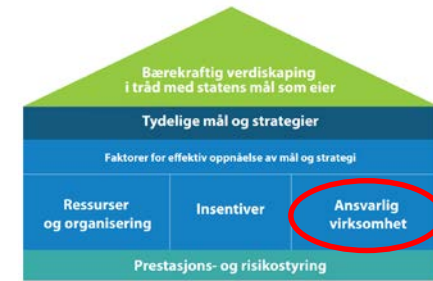 Bærekraftig verdiskaping
i tråd med statens mål som eier
Tydelige mål og strategier
Faktorer for effektiv oppnåelse av mål og strategi
Ressurser
og organisering
Insentiver
Ansvarlig
virksomhet
Prestasjons- og risikostyring